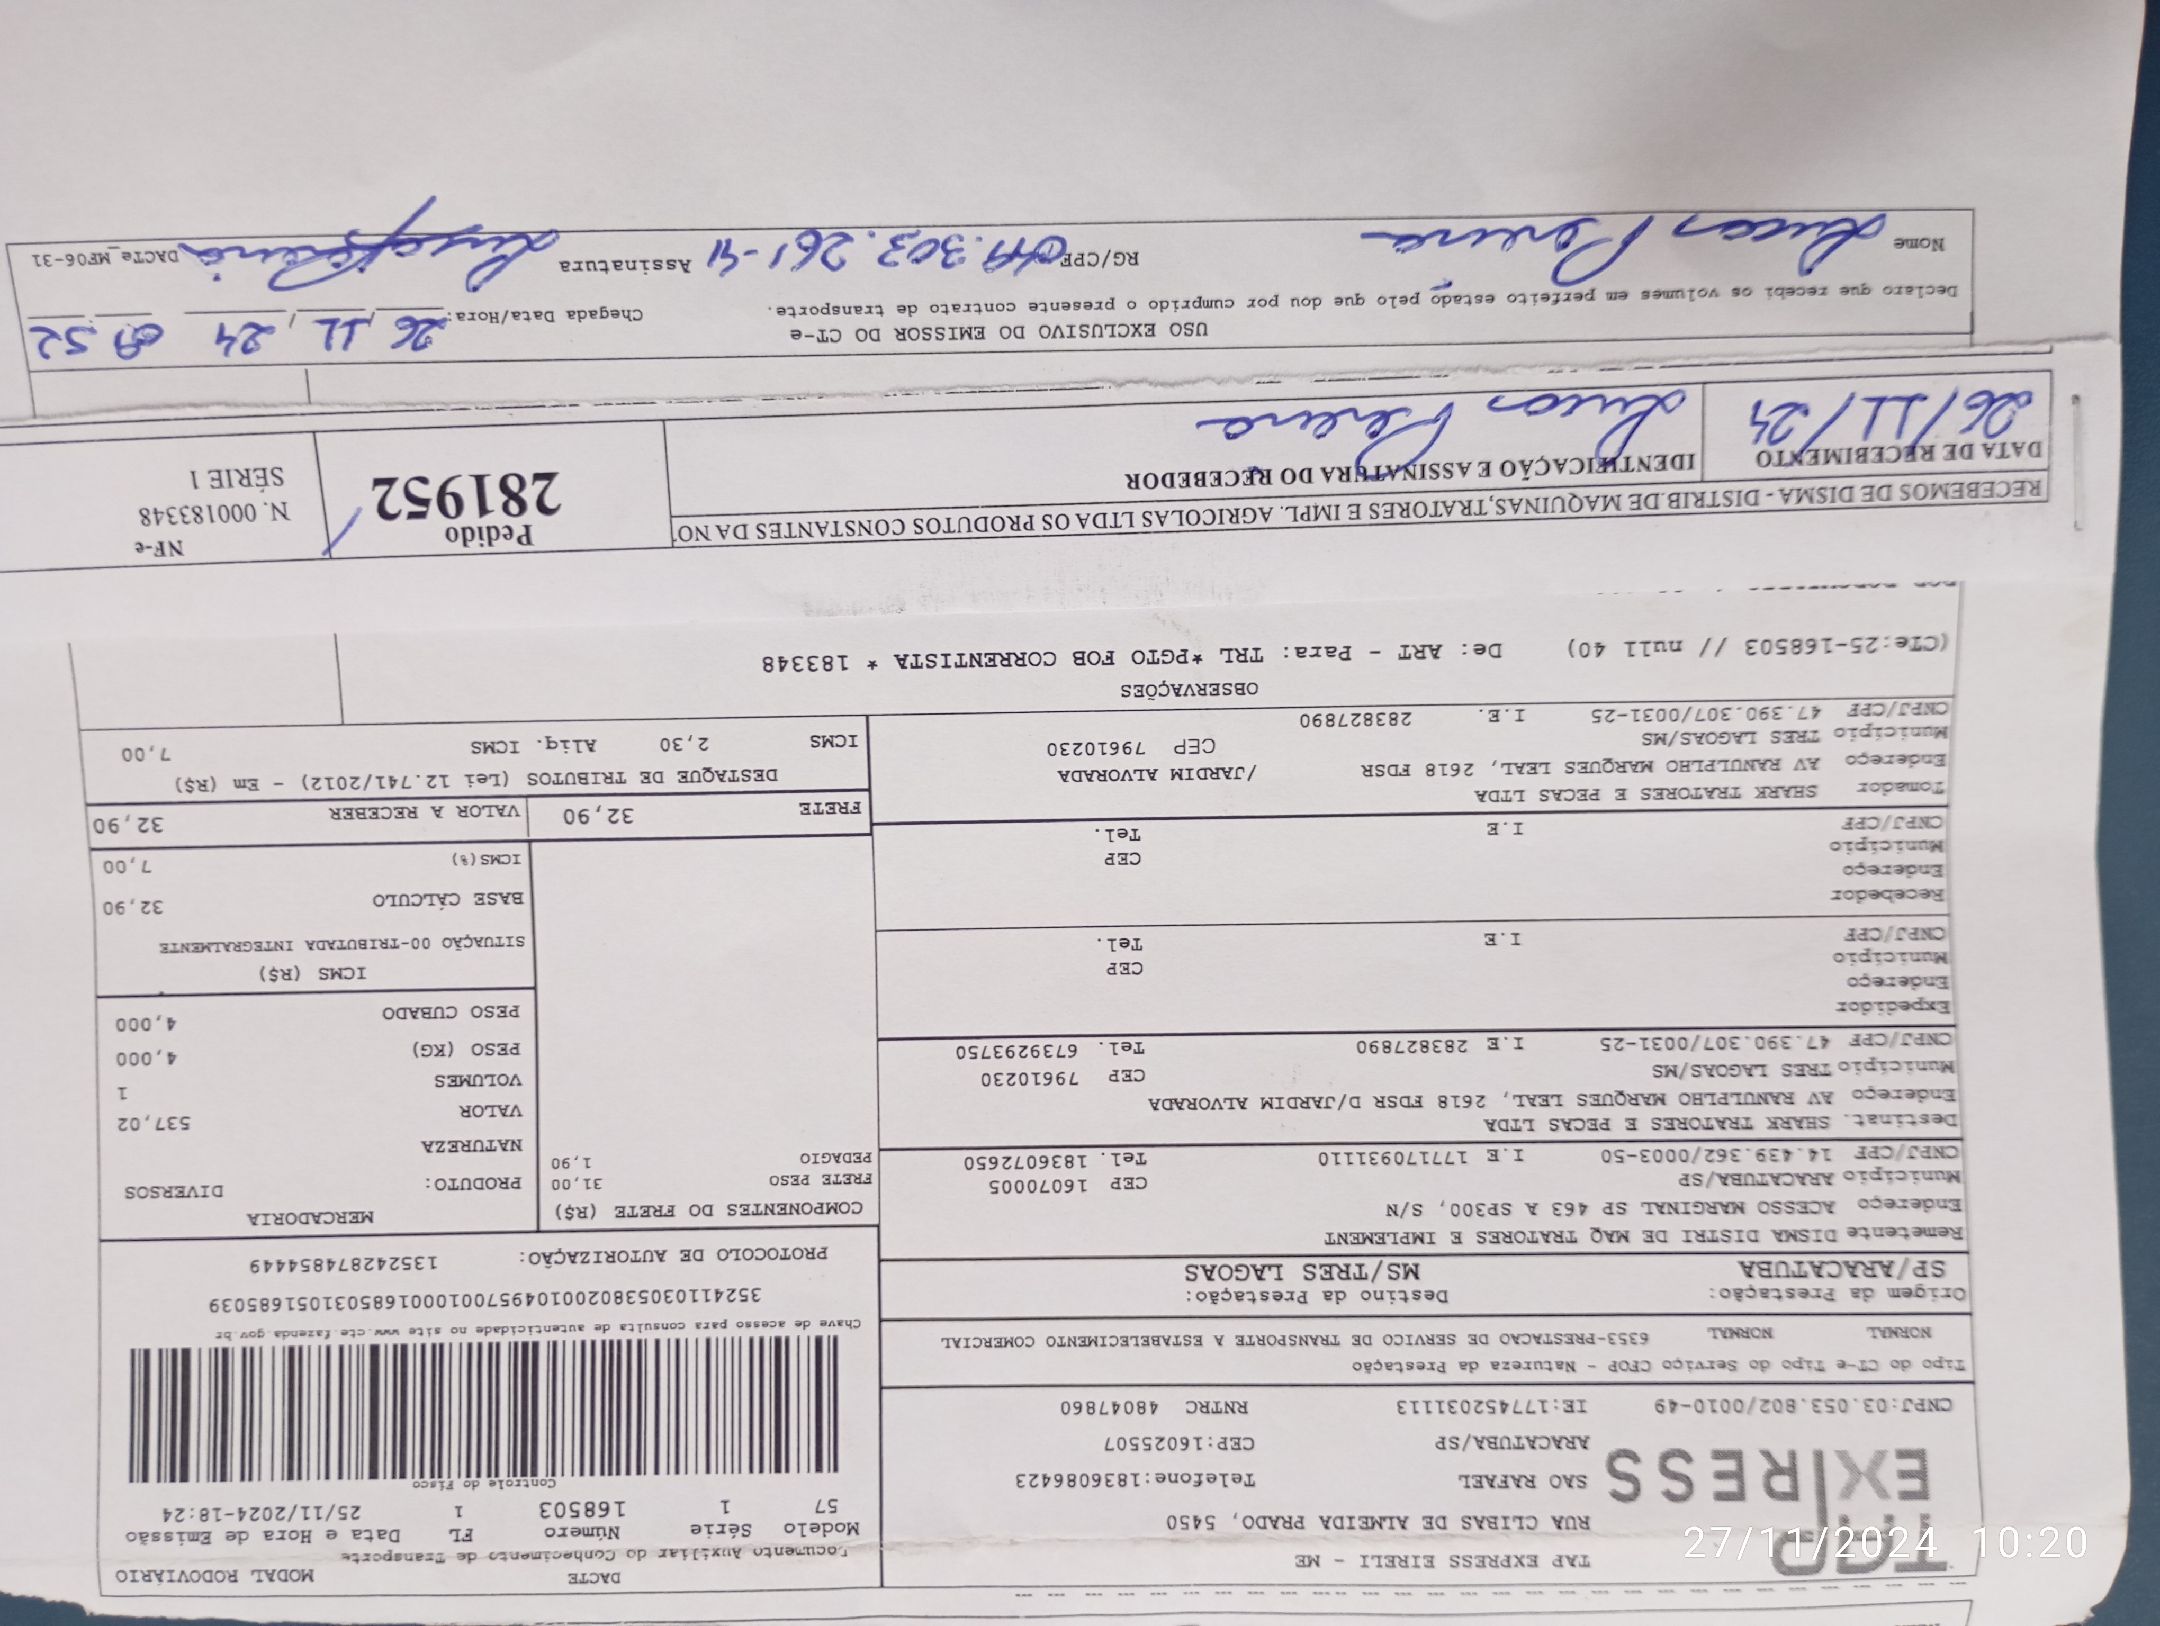 27/11/2024 10:20
TAP
EXPRESS
TAP EXPRESS EIRELI - ME
RUA CLIBAS DE ALMEIDA PRADO, 5450
SAO RAFAEL Telefone:1836086423
ARACATUBA/SP CEP:16025507
CNPJ:03.053.802/0010-49 IE:177452031113 RNTRC 48047860
DACTE MODAL RODOVIÁRIO
Documento Auxiliar do Conhecimento de Transporte
Modelo Série Número FL Data e Hora de Emissão
57 1 168503 1 25/11/2024-18:24
Controle do Fisco
Chave de acesso para consulta de autenticidade no site www.cte.fazenda.gov.br
35241103053802001049570010001685031051685039
PROTOCOLO DE AUTORIZAÇÃO: 135242874854449
Tipo do CT-e Tipo do Serviço CFOP - Natureza da Prestação
NORMAL NORMAL 6353-PRESTACAO DE SERVICO DE TRANSPORTE A ESTABELECIMENTO COMERCIAL
Origem da Prestação: Destino da Prestação:
SP/ARACATUBA MS/TRES LAGOAS
Remetente DISMA DISTRI DE MAQ TRATORES E IMPLEMENT
Endereço ACESSO MARGINAL SP 463 A SP300, S/N
Município ARACATUBA/SP CEP 16070005
CNPJ/CPF 14.439.362/0003-50 I.E 177170931110 Tel. 1836072650
Destinat. SHARK TRATORES E PECAS LTDA
Endereço AV RANULPLHO MARQUES LEAL, 2618 FDSR D/JARDIM ALVORADA
Município TRES LAGOAS/MS CEP 79610230
CNPJ/CPF 47.390.307/0031-25 I.E 283827890 Tel. 6739293750
Expedidor
Endereço
Município CEP
CNPJ/CPF I.E Tel.
Recebedor
Endereço
Município CEP
CNPJ/CPF I.E Tel.
Tomador SHARK TRATORES E PECAS LTDA
Endereço AV RANULPLHO MARQUES LEAL, 2618 FDSR /JARDIM ALVORADA
Município TRES LAGOAS/MS CEP 79610230
CNPJ/CPF 47.390.307/0031-25 I.E. 283827890
COMPONENTES DO FRETE (R$)
FRETE PESO 31,00
PEDAGIO 1,90
MERCADORIA
PRODUTO: DIVERSOS
NATUREZA
VALOR 537,02
VOLUMES 1
PESO (KG) 4,000
PESO CUBADO 4,000
ICMS (R$)
SITUAÇÃO 00-TRIBUTADA INTEGRALMENTE
BASE CÁLCULO 32,90
ICMS(%) 7,00
FRETE 32,90 VALOR A RECEBER 32,90
DESTAQUE DE TRIBUTOS (Lei 12.741/2012) - Em (R$)
ICMS 2,30 Aliq. ICMS 7,00
OBSERVAÇÕES
(CTe:25-168503 // null 40) De: ART - Para: TRL *PGTO FOB CORRENTISTA * 183348
RECEBEMOS DE DISMA - DISTRIB.DE MAQUINAS,TRATORES E IMPL. AGRICOLAS LTDA OS PRODUTOS CONSTANTES DA NO
DATA DE RECEBIMENTO IDENTIFICAÇÃO E ASSINATURA DO RECEBEDOR
26/11/24 Lucas Pereira
Pedido
281952
NF-e
N. 000183348
SÉRIE 1
USO EXCLUSIVO DO EMISSOR DO CT-e
Declaro que recebi os volumes em perfeito estado pelo que dou por cumprido o presente contrato de transporte.
Chegada Data/Hora: 26/11/24 09:52
Nome Lucas Pereira RG/CPF .303.261-41 Assinatura Lucas Pereira DACTe_MF06-31